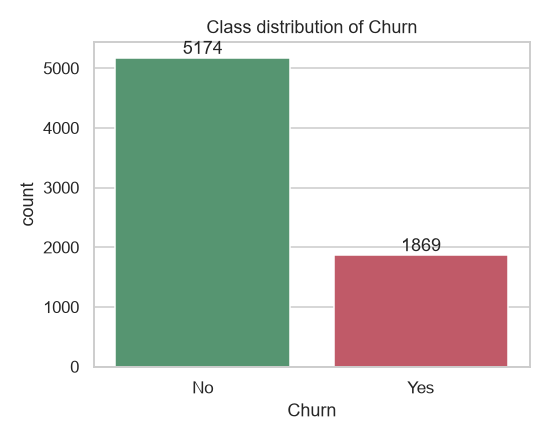 Class distribution of Churn
5174
5000
4000
3000
2000
1869
1000
0
count
No
Yes
Churn